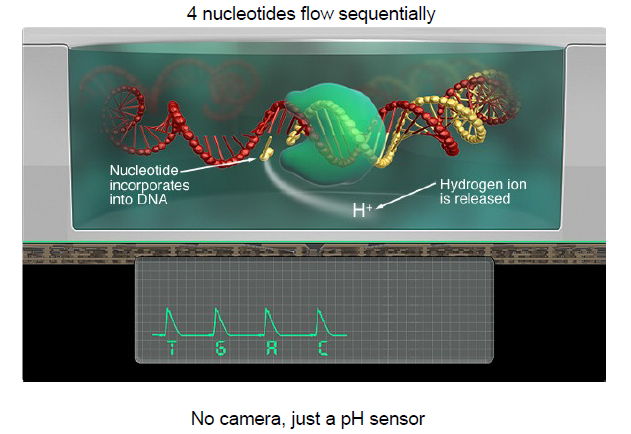 4 nucleotides flow sequentially
Nucleotide
incorporates
into DNA
Hydrogen ion
is released
H+
T G A C
No camera, just a pH sensor